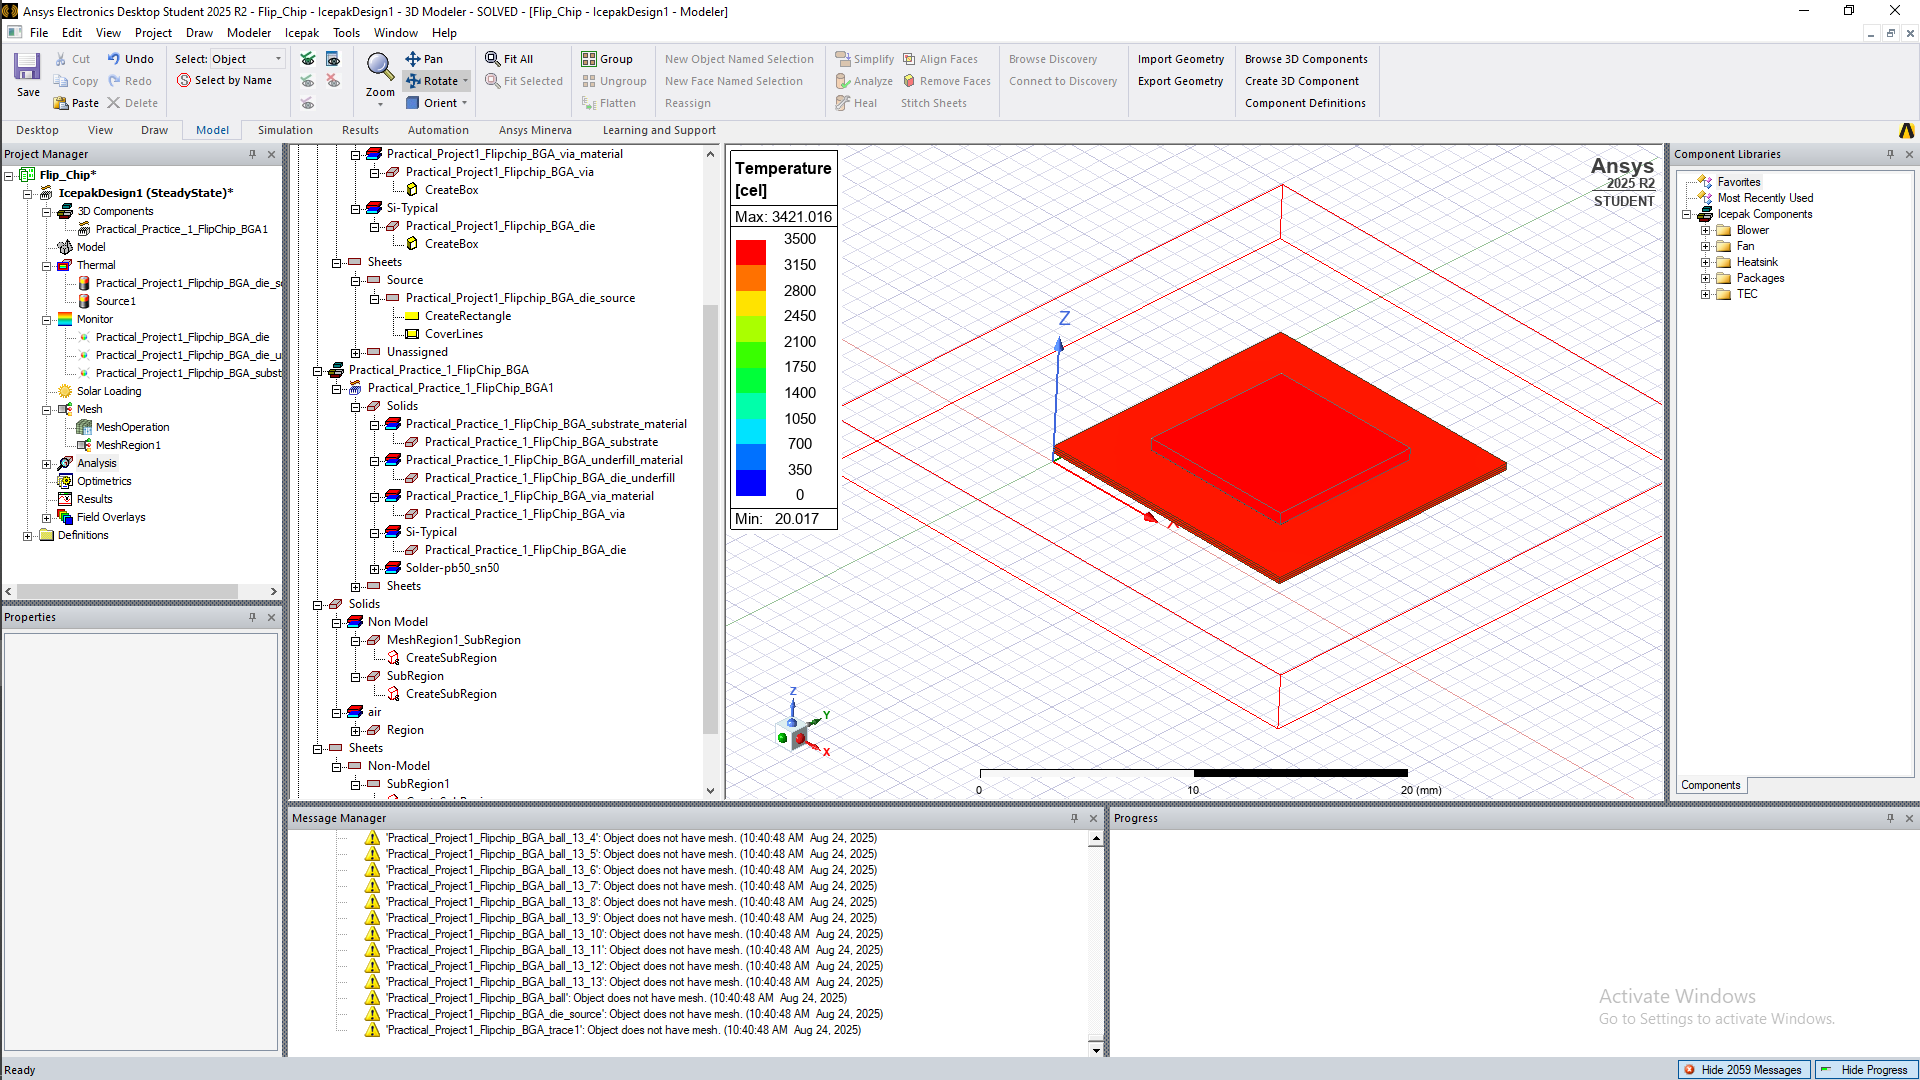 Ansys Electronics Desktop Student 2025 R2 - Flip_Chip - IcepakDesign1 - 3D Modeler - SOLVED - [Flip_Chip - IcepakDesign1 - Modeler]
File Edit View Project Draw Modeler Icepak Tools Window Help
Save
Cut
Copy
Paste
Undo
Redo
Delete
Select: Object
Select by Name
Zoom
Pan
Rotate
Orient
Fit All
Fit Selected
Group
Ungroup
Flatten
New Object Named Selection
New Face Named Selection
Reassign
Simplify
Analyze
Heal
Align Faces
Remove Faces
Stitch Sheets
Browse Discovery
Connect to Discovery
Import Geometry
Export Geometry
Browse 3D Components
Create 3D Component
Component Definitions
Desktop View Draw Model Simulation Results Automation Ansys Minerva Learning and Support
Project Manager
Flip_Chip*
IcepakDesign1 (SteadyState)*
3D Components
Practical_Practice_1_FlipChip_BGA1
Model
Thermal
Practical_Project1_Flipchip_BGA_die_s
Source1
Monitor
Practical_Project1_Flipchip_BGA_die
Practical_Project1_Flipchip_BGA_die_u
Practical_Project1_Flipchip_BGA_subst
Solar Loading
Mesh
MeshOperation
MeshRegion1
Analysis
Optimetrics
Results
Field Overlays
Definitions
Properties
Practical_Project1_Flipchip_BGA_via_material
Practical_Project1_Flipchip_BGA_via
CreateBox
Si-Typical
Practical_Project1_Flipchip_BGA_die
CreateBox
Sheets
Source
Practical_Project1_Flipchip_BGA_die_source
CreateRectangle
CoverLines
Unassigned
Practical_Practice_1_FlipChip_BGA
Practical_Practice_1_FlipChip_BGA1
Solids
Practical_Practice_1_FlipChip_BGA_substrate_material
Practical_Practice_1_FlipChip_BGA_substrate
Practical_Practice_1_FlipChip_BGA_underfill_material
Practical_Practice_1_FlipChip_BGA_die_underfill
Practical_Practice_1_FlipChip_BGA_via_material
Practical_Practice_1_FlipChip_BGA_via
Si-Typical
Practical_Practice_1_FlipChip_BGA_die
Solder-pb50_sn50
Sheets
Solids
Non Model
MeshRegion1_SubRegion
CreateSubRegion
SubRegion
CreateSubRegion
air
Region
Sheets
Non-Model
SubRegion1
Temperature
[cel]
Max: 3421.016
3500
3150
2800
2450
2100
1750
1400
1050
700
350
0
Min: 20.017
Z
X
Ansys
2025 R2
STUDENT
Z
Y
X
0 10 20 (mm)
Component Libraries
Favorites
Most Recently Used
Icepak Components
Blower
Fan
Heatsink
Packages
TEC
Components
Message Manager
'Practical_Project1_Flipchip_BGA_ball_13_4': Object does not have mesh. (10:40:48 AM Aug 24, 2025)
'Practical_Project1_Flipchip_BGA_ball_13_5': Object does not have mesh. (10:40:48 AM Aug 24, 2025)
'Practical_Project1_Flipchip_BGA_ball_13_6': Object does not have mesh. (10:40:48 AM Aug 24, 2025)
'Practical_Project1_Flipchip_BGA_ball_13_7': Object does not have mesh. (10:40:48 AM Aug 24, 2025)
'Practical_Project1_Flipchip_BGA_ball_13_8': Object does not have mesh. (10:40:48 AM Aug 24, 2025)
'Practical_Project1_Flipchip_BGA_ball_13_9': Object does not have mesh. (10:40:48 AM Aug 24, 2025)
'Practical_Project1_Flipchip_BGA_ball_13_10': Object does not have mesh. (10:40:48 AM Aug 24, 2025)
'Practical_Project1_Flipchip_BGA_ball_13_11': Object does not have mesh. (10:40:48 AM Aug 24, 2025)
'Practical_Project1_Flipchip_BGA_ball_13_12': Object does not have mesh. (10:40:48 AM Aug 24, 2025)
'Practical_Project1_Flipchip_BGA_ball_13_13': Object does not have mesh. (10:40:48 AM Aug 24, 2025)
'Practical_Project1_Flipchip_BGA_ball': Object does not have mesh. (10:40:48 AM Aug 24, 2025)
'Practical_Project1_Flipchip_BGA_die_source': Object does not have mesh. (10:40:48 AM Aug 24, 2025)
'Practical_Project1_Flipchip_BGA_trace1': Object does not have mesh. (10:40:48 AM Aug 24, 2025)
Progress
Activate Windows
Go to Settings to activate Windows.
Ready
Hide 2059 Messages
Hide Progress